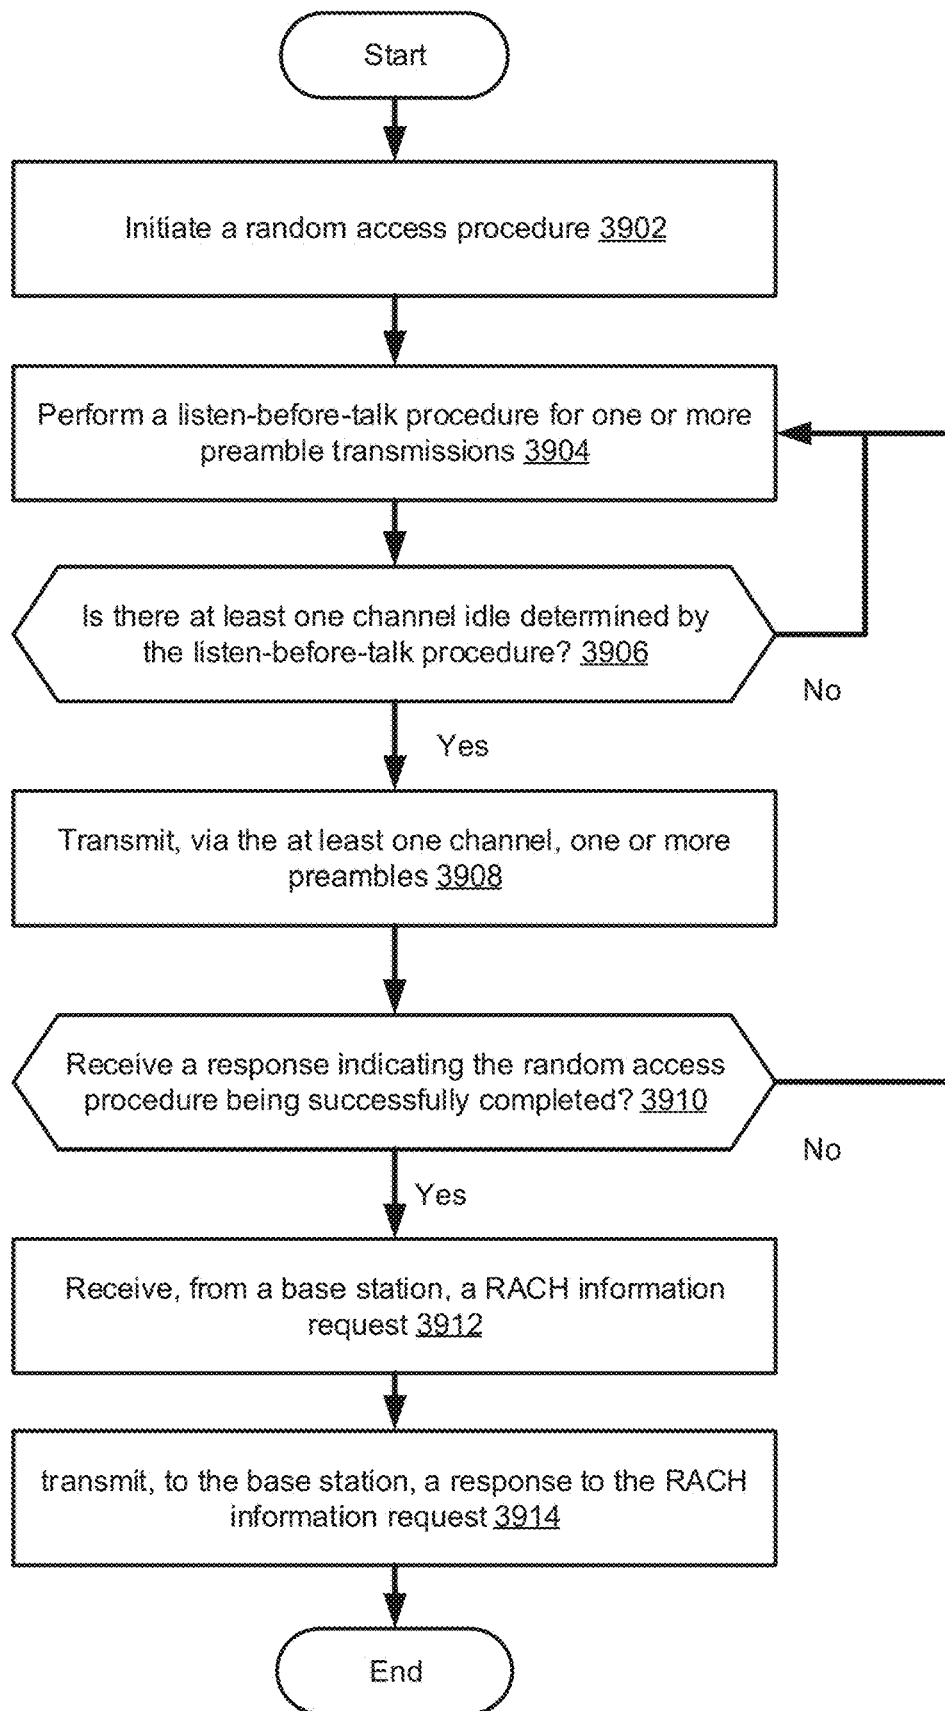 Start
Initiate a random access procedure 3902
Perform a listen-before-talk procedure for one or more
preamble transmissions 3904
Is there at least one channel idle determined by
the listen-before-talk procedure? 3906
No
Yes
Transmit, via the at least one channel, one or more
preambles 3908
Receive a response indicating the random access
procedure being successfully completed? 3910
No
Yes
Receive, from a base station, a RACH information
request 3912
transmit, to the base station, a response to the RACH
information request 3914
End